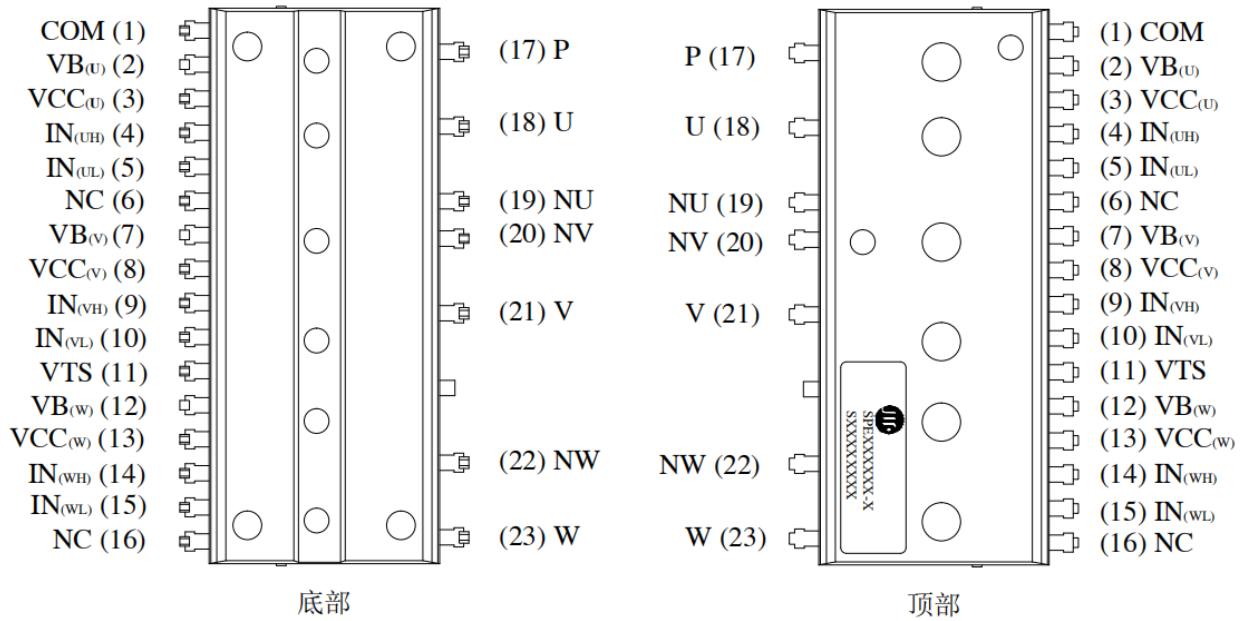 COM (1)
VB(U) (2)
VCC(U) (3)
IN(UH) (4)
IN(UL) (5)
NC (6)
VB(V) (7)
VCC(V) (8)
IN(VH) (9)
IN(VL) (10)
VTS (11)
VB(W) (12)
VCC(W) (13)
IN(WH) (14)
IN(WL) (15)
NC (16)
(17) P
(18) U
(19) NU
(20) NV
(21) V
(22) NW
(23) W
底部
P (17)
U (18)
NU (19)
NV (20)
V (21)
NW (22)
W (23)
SPEXXXXXXX-X
SXXXXXXXX
(1) COM
(2) VB(U)
(3) VCC(U)
(4) IN(UH)
(5) IN(UL)
(6) NC
(7) VB(V)
(8) VCC(V)
(9) IN(VH)
(10) IN(VL)
(11) VTS
(12) VB(W)
(13) VCC(W)
(14) IN(WH)
(15) IN(WL)
(16) NC
顶部